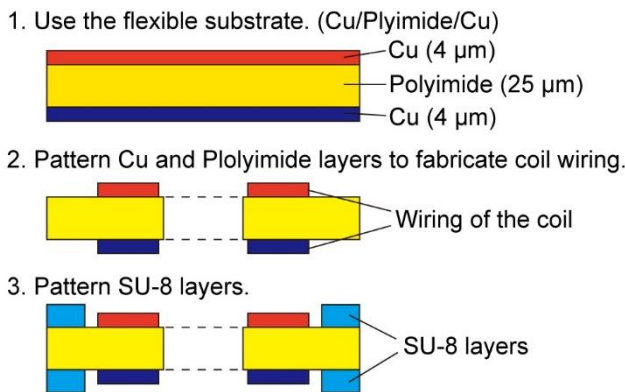 1. Use the flexible substrate. (Cu/Plyimide/Cu)
Cu (4 μm)
Polyimide (25 μm)
Cu (4 μm)
2. Pattern Cu and Plolyimide layers to fabricate coil wiring.
Wiring of the coil
3. Pattern SU-8 layers.
SU-8 layers